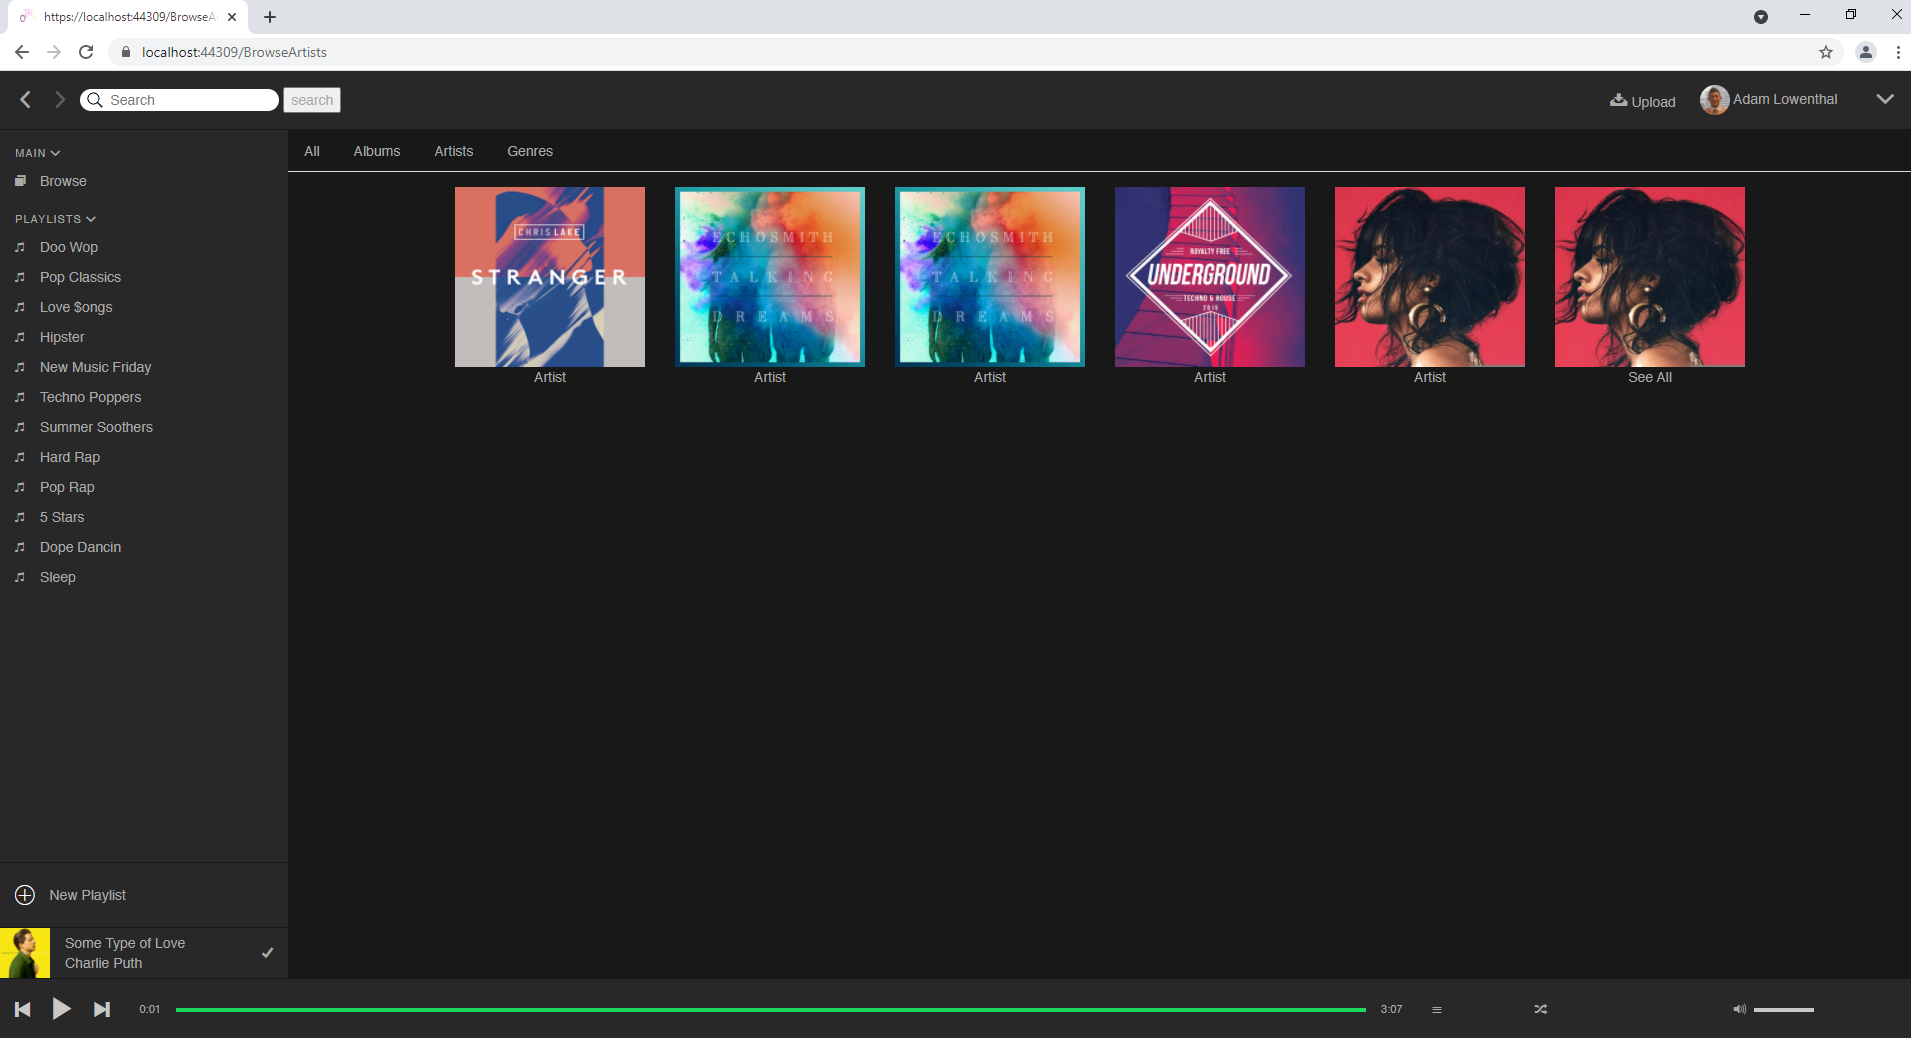 https://localhost:44309/BrowseA
localhost:44309/BrowseArtists
Search
search
Upload
Adam Lowenthal
MAIN
Browse
PLAYLISTS
Doo Wop
Pop Classics
Love $ongs
Hipster
New Music Friday
Techno Poppers
Summer Soothers
Hard Rap
Pop Rap
5 Stars
Dope Dancin
Sleep
New Playlist
Some Type of Love
Charlie Puth
All Albums Artists Genres
CHRIS LAKE
STRANGER
Artist
ECHOSMITH
TALKING
DREAMS
Artist
ECHOSMITH
TALKING
DREAMS
Artist
ROYALTY FREE
UNDERGROUND
TECHNO & HOUSE
2015
Artist
Artist
See All
0:01
3:07